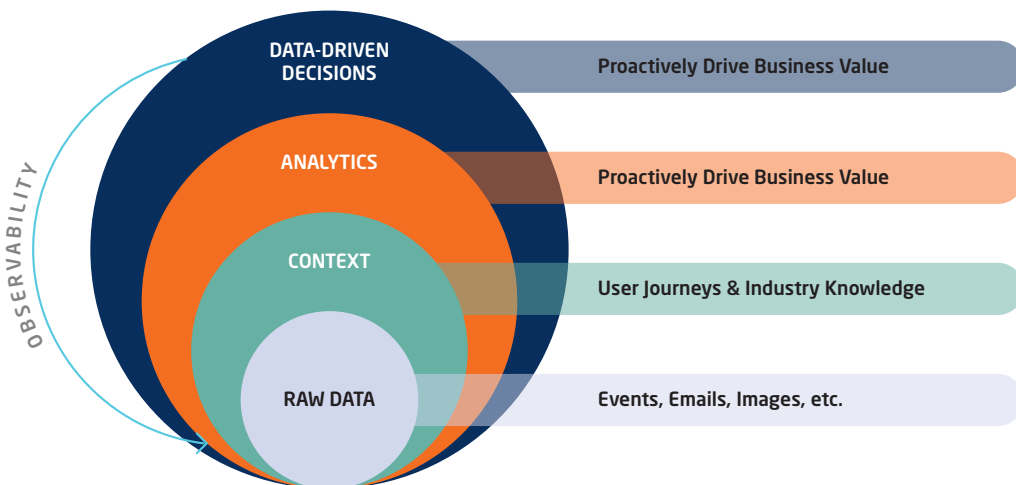 DATA-DRIVEN
DECISIONS
Proactively Drive Business Value
ANALYTICS
Proactively Drive Business Value
CONTEXT
User Journeys & Industry Knowledge
RAW DATA
Events, Emails, Images, etc.
OBSERVABILITY